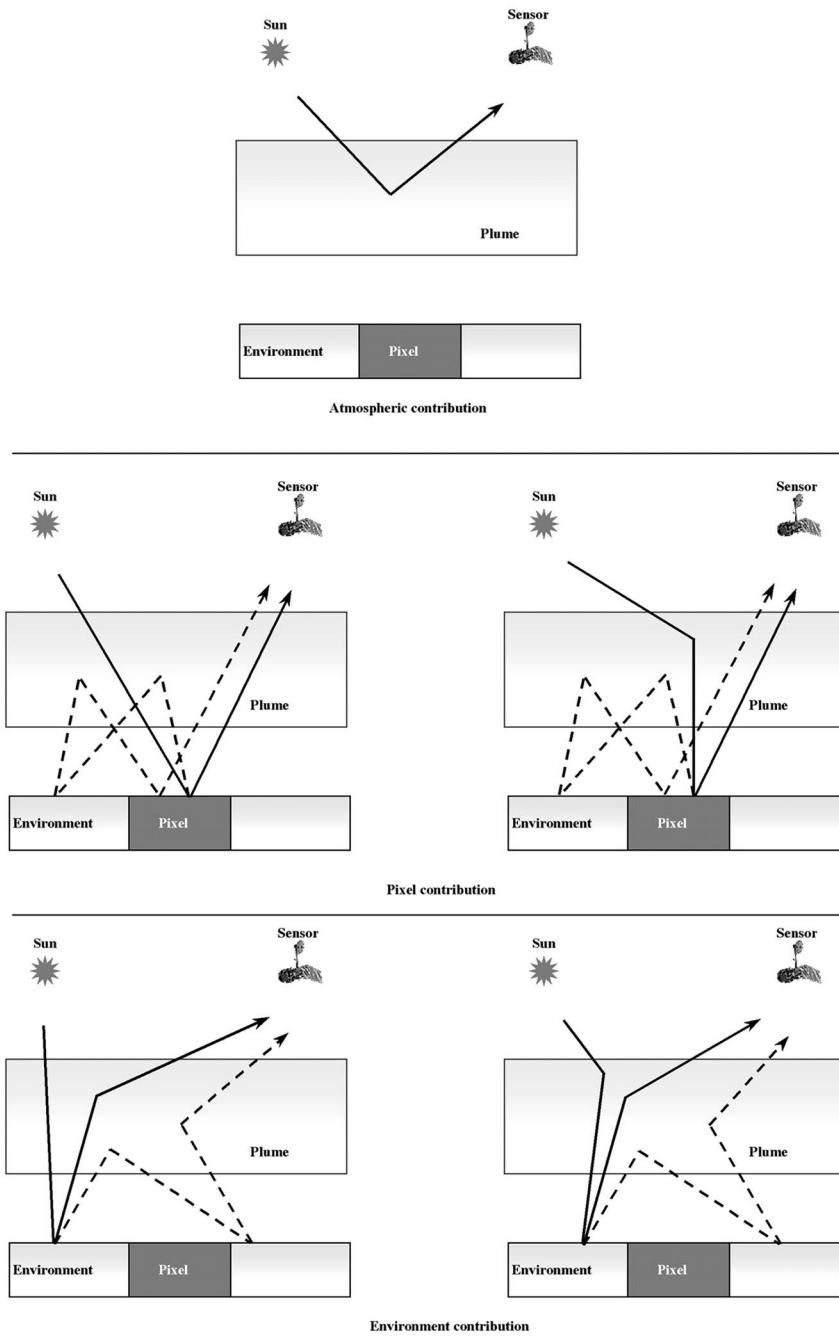 Sun
Sensor
Plume
Environment
Pixel
Atmospheric contribution
Sun
Sensor
Sun
Sensor
Plume
Plume
Environment
Pixel
Environment
Pixel
Pixel contribution
Sun
Sensor
Sun
Sensor
Plume
Plume
Environment
Pixel
Environment
Pixel
Environment contribution